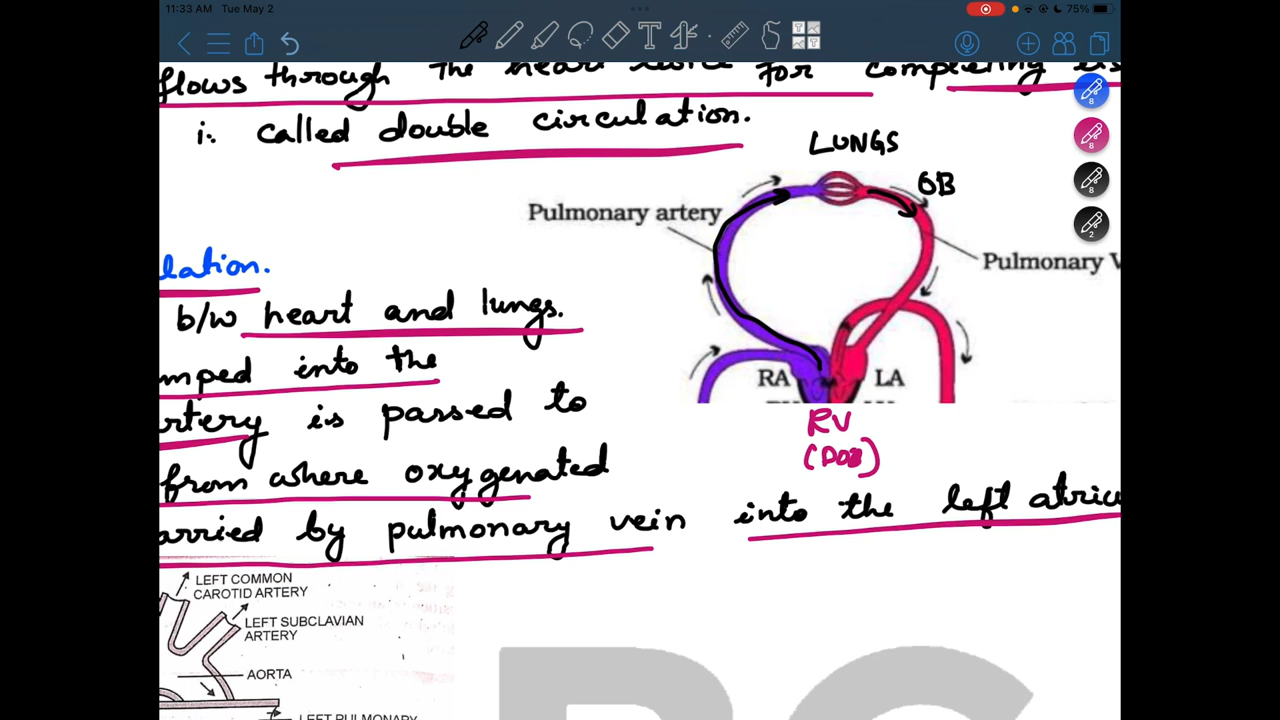 11:33 AM Tue May 2
75%
flows through the heart twice for completing its
i. called double circulation.
LUNGS
OB
Pulmonary artery
Pulmonary V
lation.
b/w heart and lungs.
mped into the
RA
LA
rtery is passed to
RV
(DOB)
from where oxygenated
arried by pulmonary vein into the left atriu
LEFT COMMON
CAROTID ARTERY
LEFT SUBCLAVIAN
ARTERY
AORTA
LEFT PULMONARY